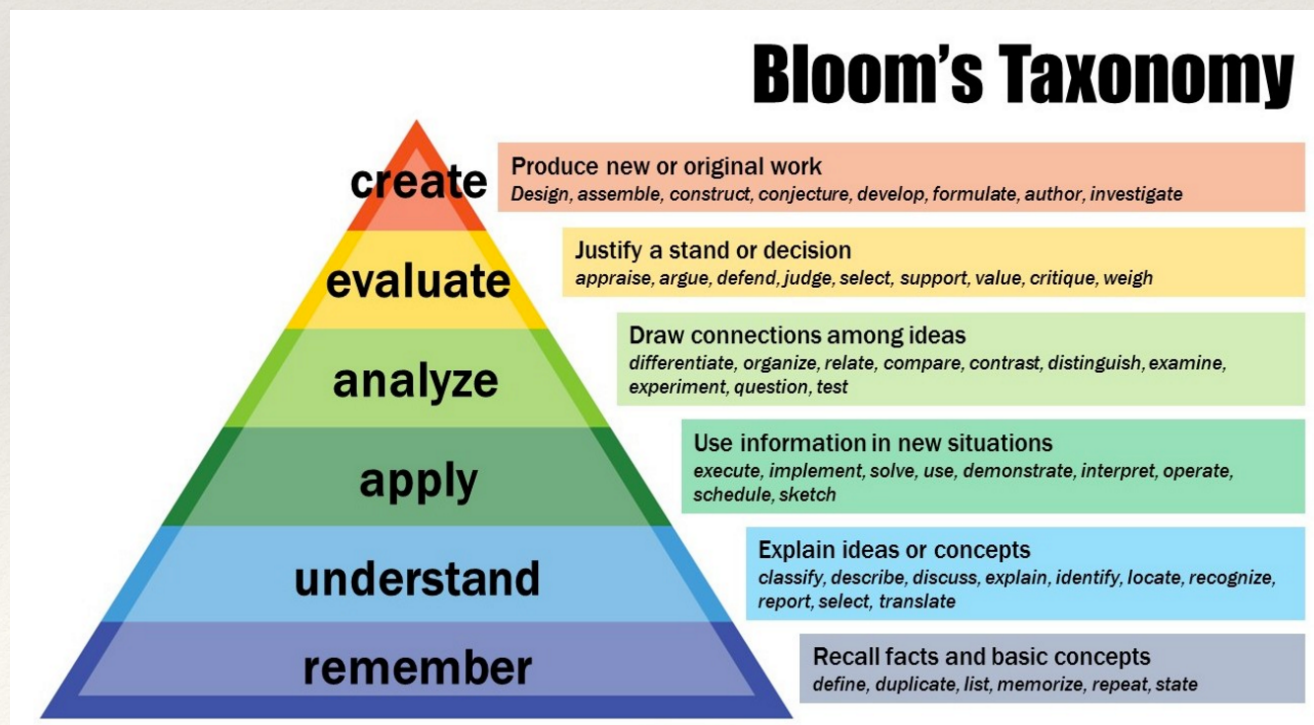 Bloom's Taxonomy
create
Produce new or original work
Design, assemble, construct, conjecture, develop, formulate, author, investigate
evaluate
Justify a stand or decision
appraise, argue, defend, judge, select, support, value, critique, weigh
analyze
Draw connections among ideas
differentiate, organize, relate, compare, contrast, distinguish, examine,
experiment, question, test
apply
Use information in new situations
execute, implement, solve, use, demonstrate, interpret, operate,
schedule, sketch
understand
Explain ideas or concepts
classify, describe, discuss, explain, identify, locate, recognize,
report, select, translate
remember
Recall facts and basic concepts
define, duplicate, list, memorize, repeat, state